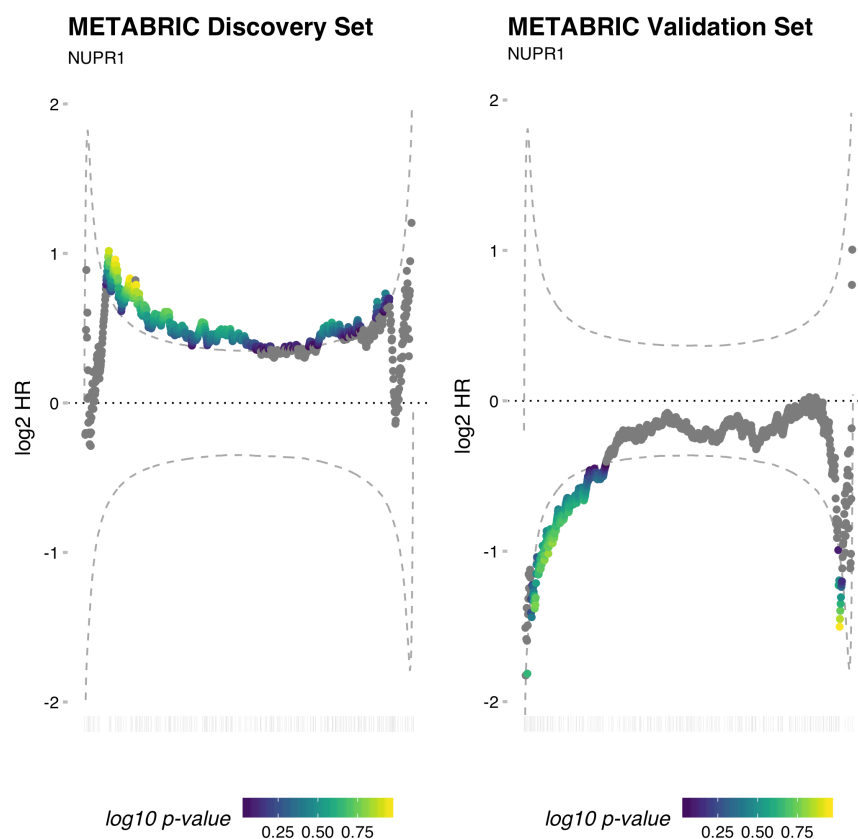 METABRIC Discovery Set
NUPR1
2
1
0
-1
-2
log2 HR
log10 p-value
0.25 0.50 0.75
METABRIC Validation Set
NUPR1
2
1
0
-1
-2
log2 HR
log10 p-value
0.25 0.50 0.75